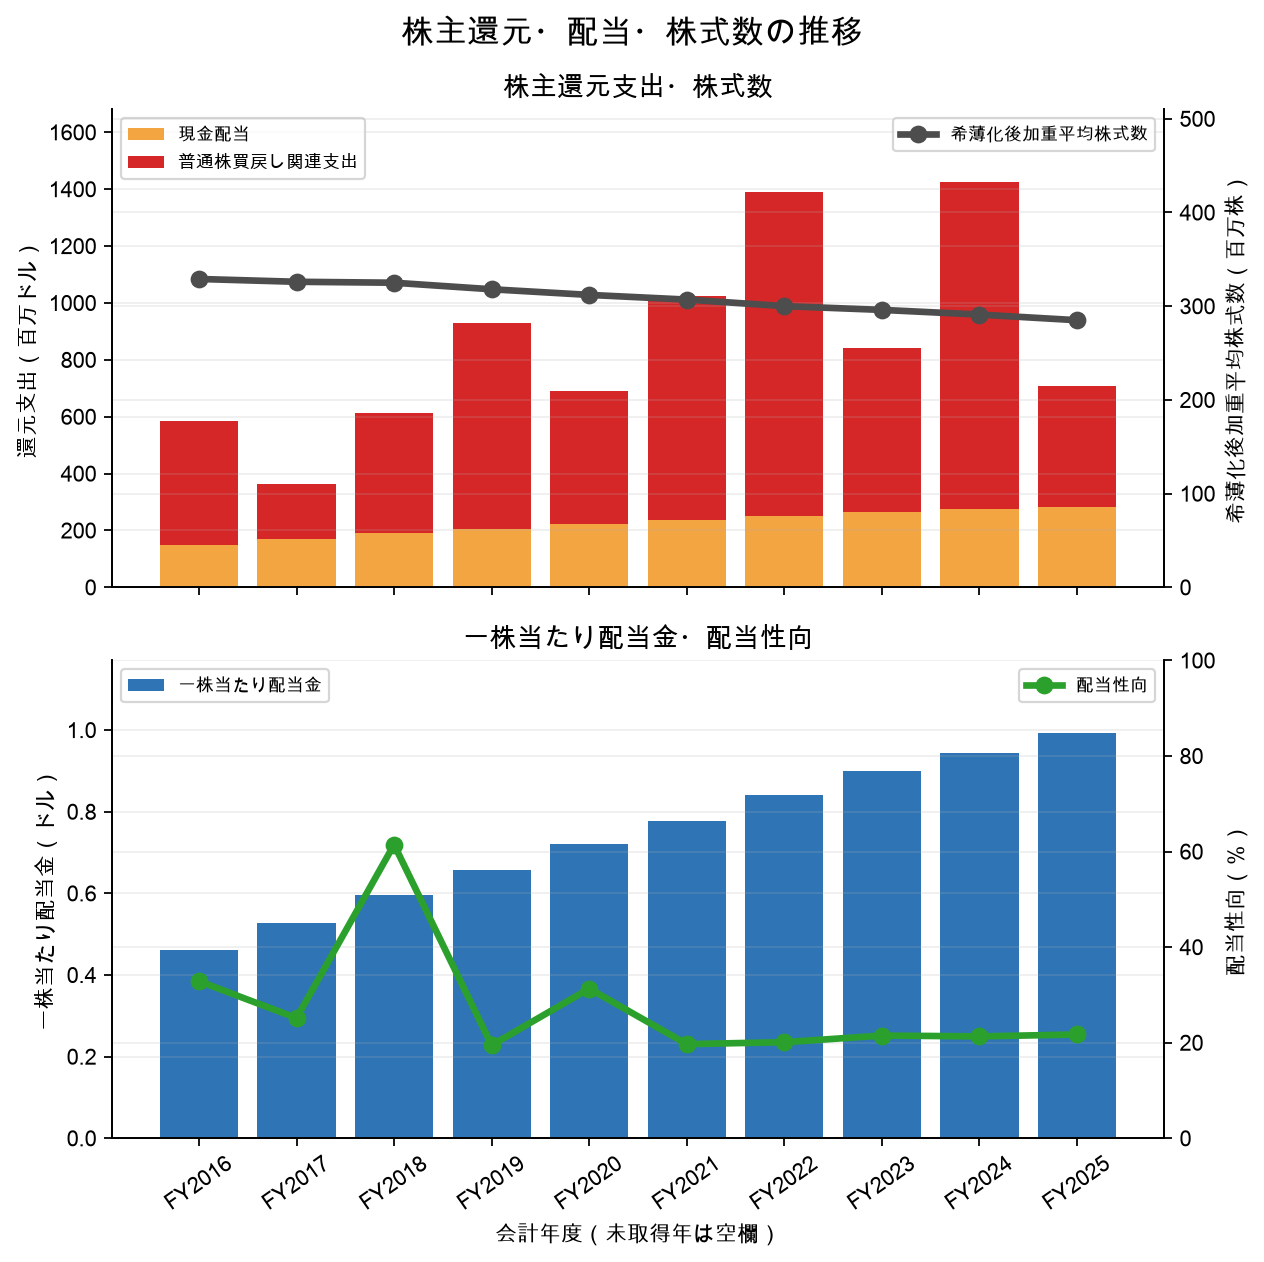 株主還元・配当・株式数の推移
株主還元支出・株式数
現金配当
普通株買戻し関連支出
希薄化後加重平均株式数
1600
1400
1200
1000
800
600
400
200
0
還元支出(百万ドル)
500
400
300
200
100
0
希薄化後加重平均株式数(百万株)
一株当たり配当金・配当性向
一株当たり配当金
配当性向
1.0
0.8
0.6
0.4
0.2
0.0
一株当たり配当金(ドル)
100
80
60
40
20
0
配当性向(%)
FY2016 FY2017 FY2018 FY2019 FY2020 FY2021 FY2022 FY2023 FY2024 FY2025
会計年度(未取得年は空欄)